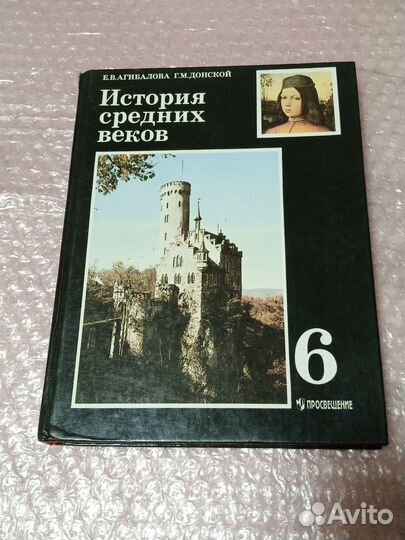 Е.В.АГИБАЛОВА Г.М.ДОНСКОЙ
История
средних
веков
6
ПРОСВЕЩЕНИЕ
Avito